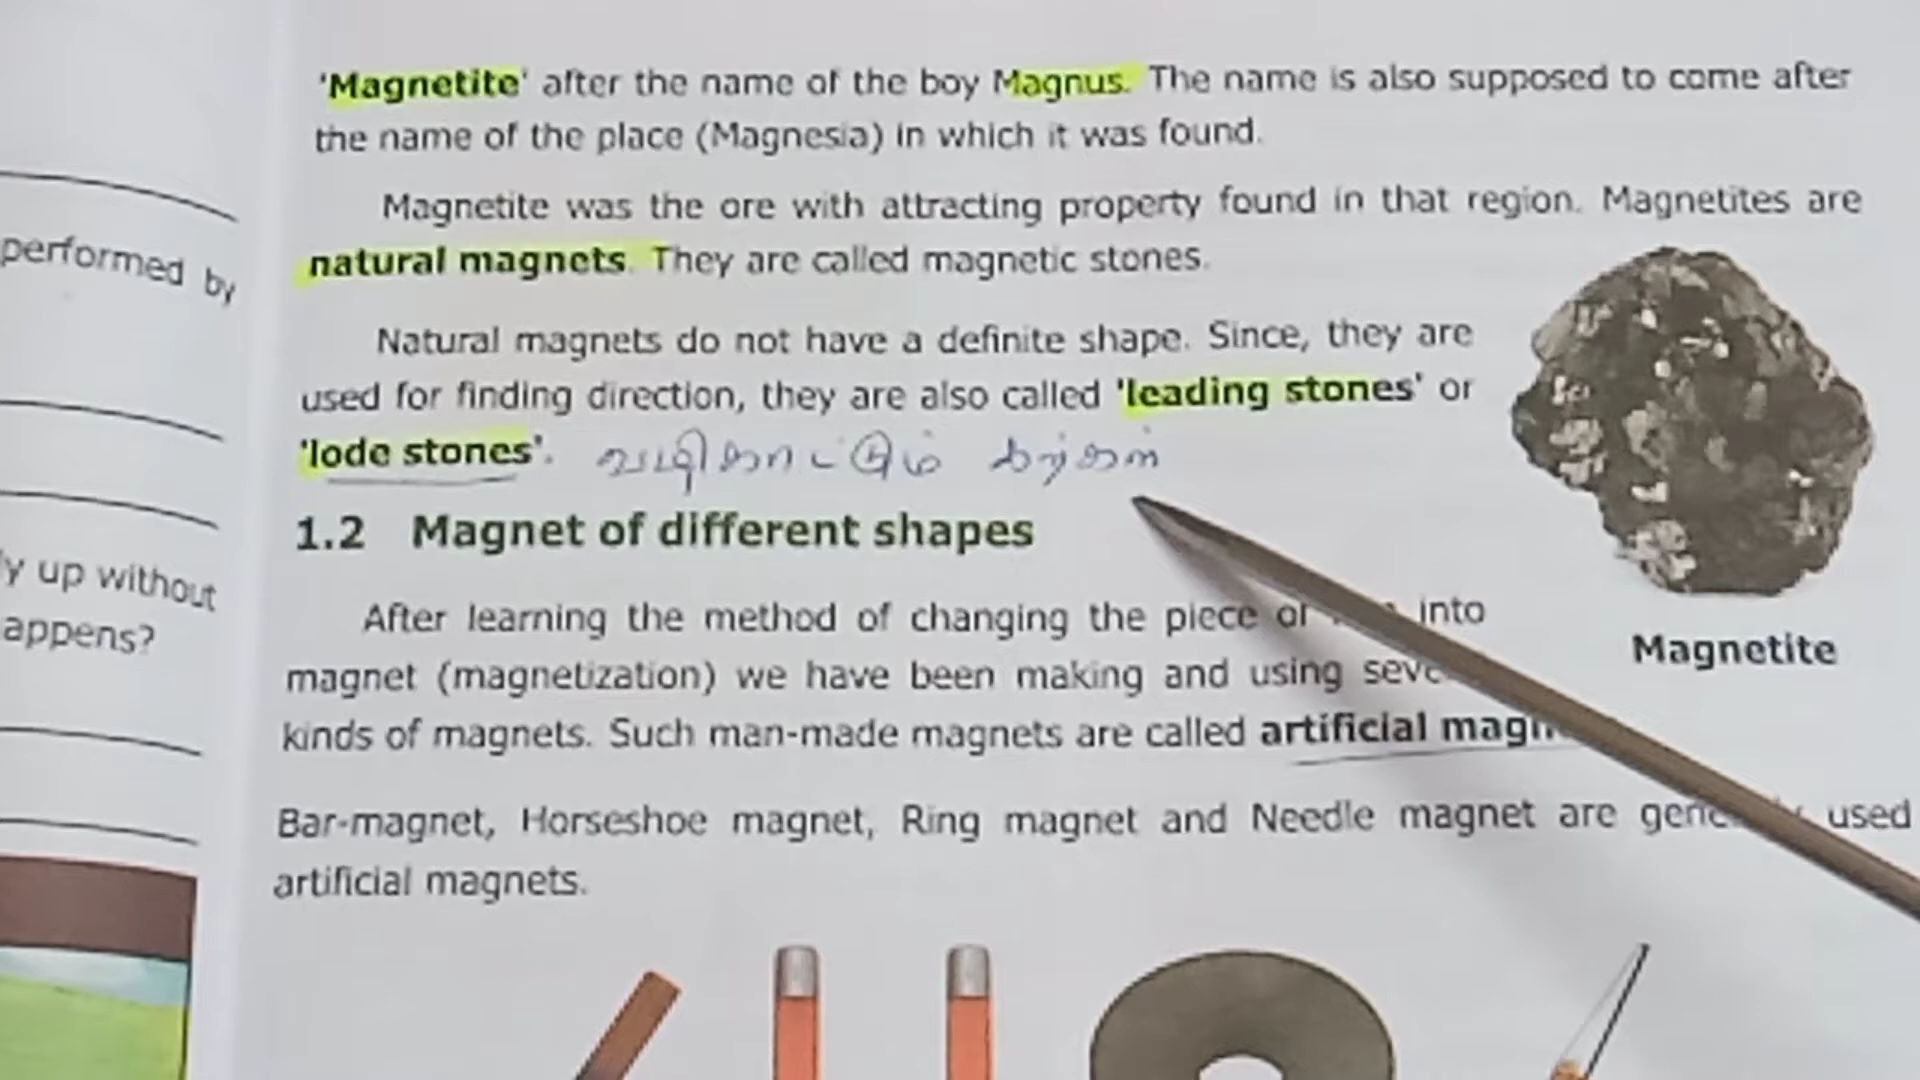 'Magnetite' after the name of the boy Magnus. The name is also supposed to come after
the name of the place (Magnesia) in which it was found.
Magnetite was the ore with attracting property found in that region. Magnetites are
natural magnets. They are called magnetic stones.
Natural magnets do not have a definite shape. Since, they are
used for finding direction, they are also called 'leading stones' or
'lode stones'. வழிகாட்டும் கற்கள்
1.2 Magnet of different shapes
After learning the method of changing the piece of into
magnet (magnetization) we have been making and using
kinds of magnets. Such man-made magnets are called artificial
Bar-magnet, Horseshoe magnet, Ring magnet and Needle magnet are used
artificial magnets.
Magnetite
performed by
up without
appens?